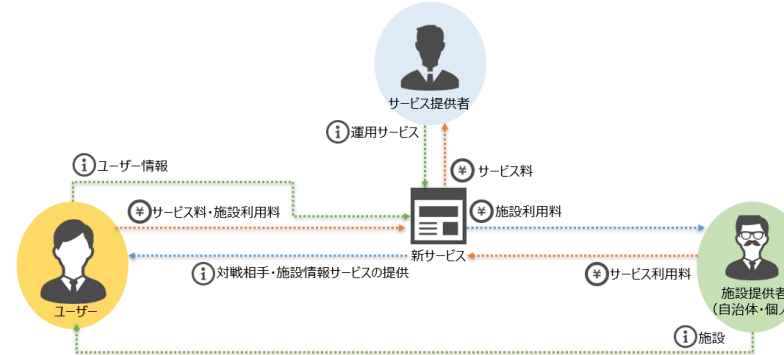 サービス提供者
運用サービス
ユーザー情報
¥ サービス料
¥ サービス料・施設利用料
¥ 施設利用料
新サービス
対戦相手・施設情報サービスの提供
¥ サービス利用料
ユーザー
施設提供者
(自治体・個人
施設